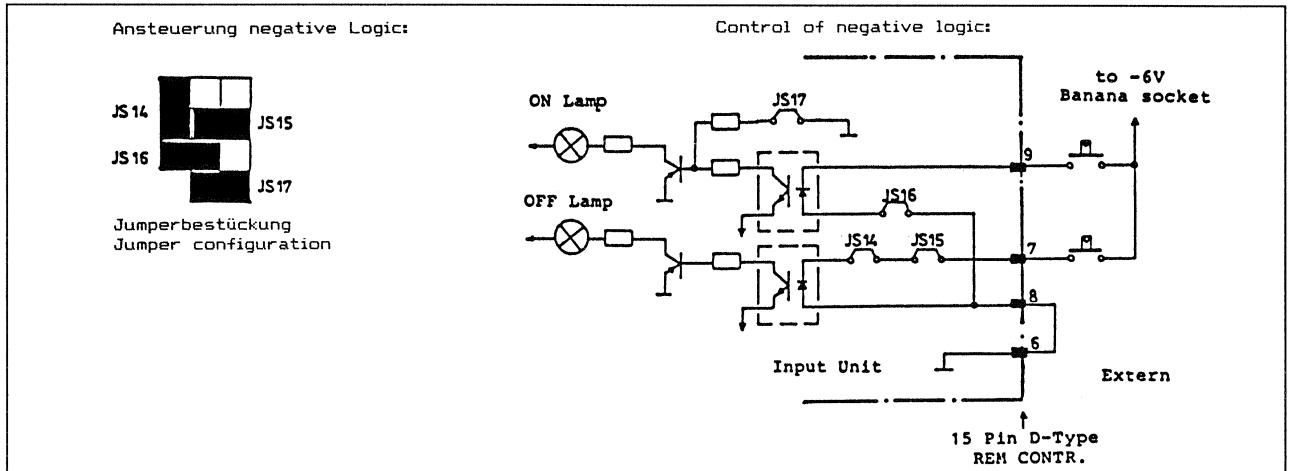 Ansteuerung negative Logic:
JS14
JS15
JS16
JS17
Jumperbestückung
Jumper configuration
Control of negative logic:
to -6V
Banana socket
ON Lamp
JS17
9
JS16
OFF Lamp
JS14
JS15
7
8
6
Input Unit
Extern
15 Pin D-Type
REM CONTR.